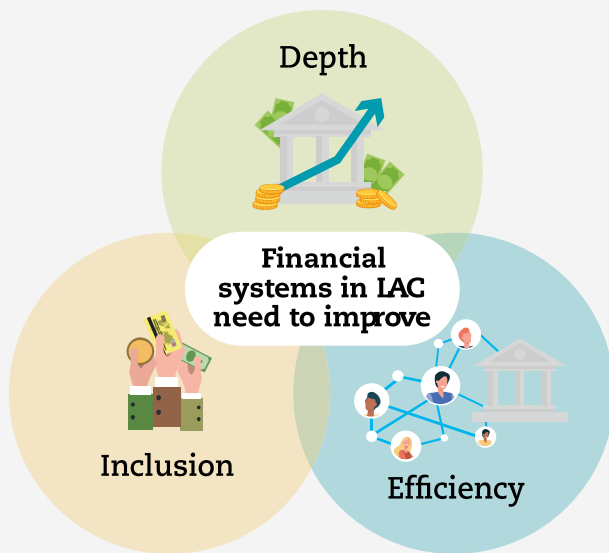 Depth
Financial
systems in LAC
need to improve
Inclusion
Efficiency